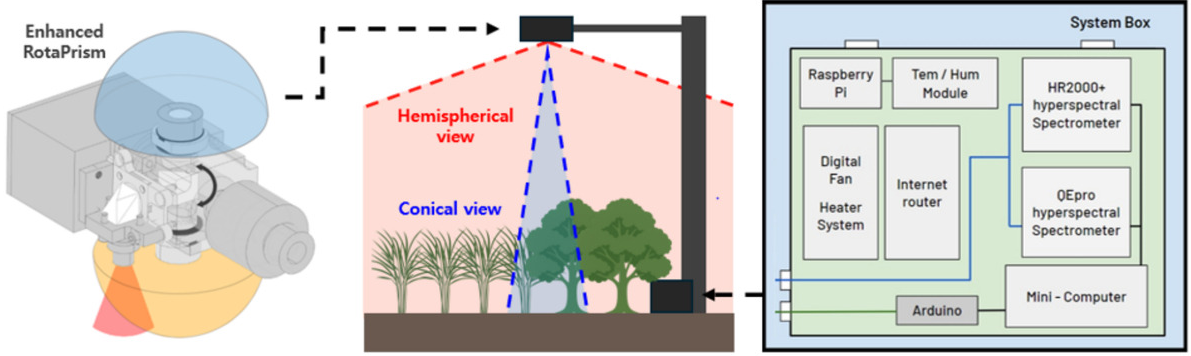 Enhanced
RotaPrism
Hemispherical
view
Conical view
System Box
Raspberry
Pi
Tem / Hum
Module
HR2000+
hyperspectral
Spectrometer
Digital
Fan
Heater
System
Internet
router
QEpro
hyperspectral
Spectrometer
Arduino
Mini - Computer